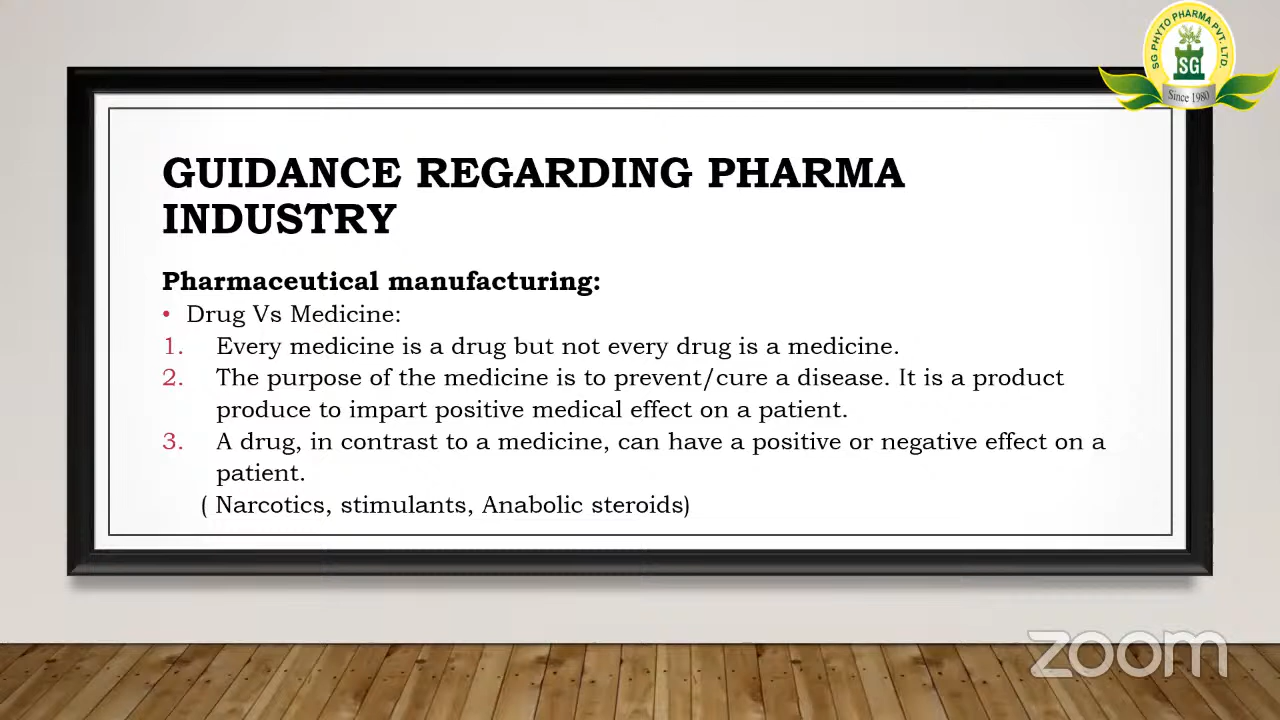 SG PHYTO PHARMA PVT. LTD.
SGI
Since 1980
GUIDANCE REGARDING PHARMA
INDUSTRY
Pharmaceutical manufacturing:
• Drug Vs Medicine:
1. Every medicine is a drug but not every drug is a medicine.
2. The purpose of the medicine is to prevent/cure a disease. It is a product
produce to impart positive medical effect on a patient.
3. A drug, in contrast to a medicine, can have a positive or negative effect on a
patient.
( Narcotics, stimulants, Anabolic steroids)
zoom